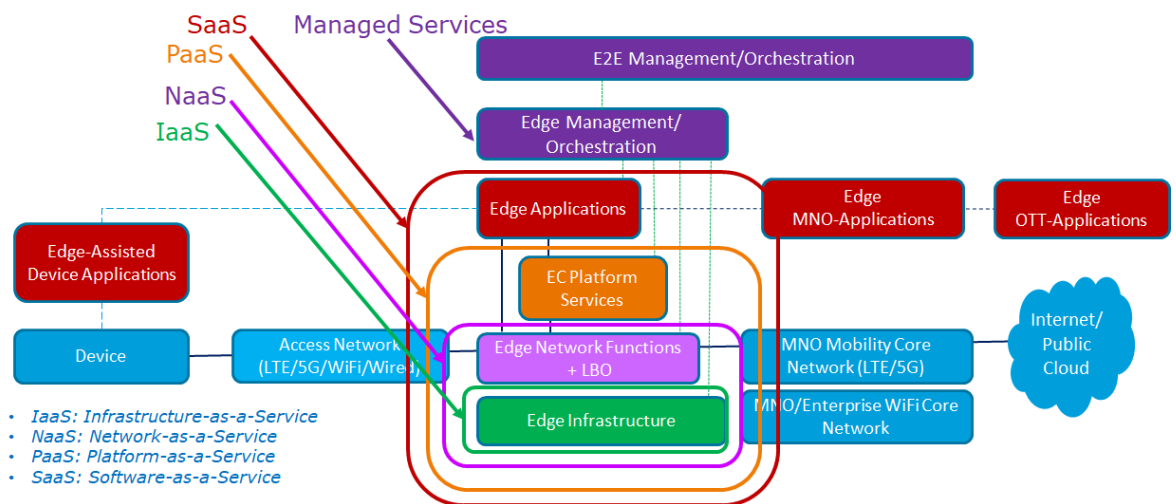 SaaS
Managed Services
PaaS
NaaS
IaaS
E2E Management/Orchestration
Edge Management/
Orchestration
Edge Applications
Edge
MNO-Applications
Edge
OTT-Applications
Edge-Assisted
Device Applications
EC Platform
Services
Device
Access Network
(LTE/5G/WiFi/Wired)
Edge Network Functions
+ LBO
MNO Mobility Core
Network (LTE/5G)
Internet/
Public
Cloud
Edge Infrastructure
MNO/Enterprise WiFi Core
Network
• IaaS: Infrastructure-as-a-Service
• NaaS: Network-as-a-Service
• PaaS: Platform-as-a-Service
• SaaS: Software-as-a-Service